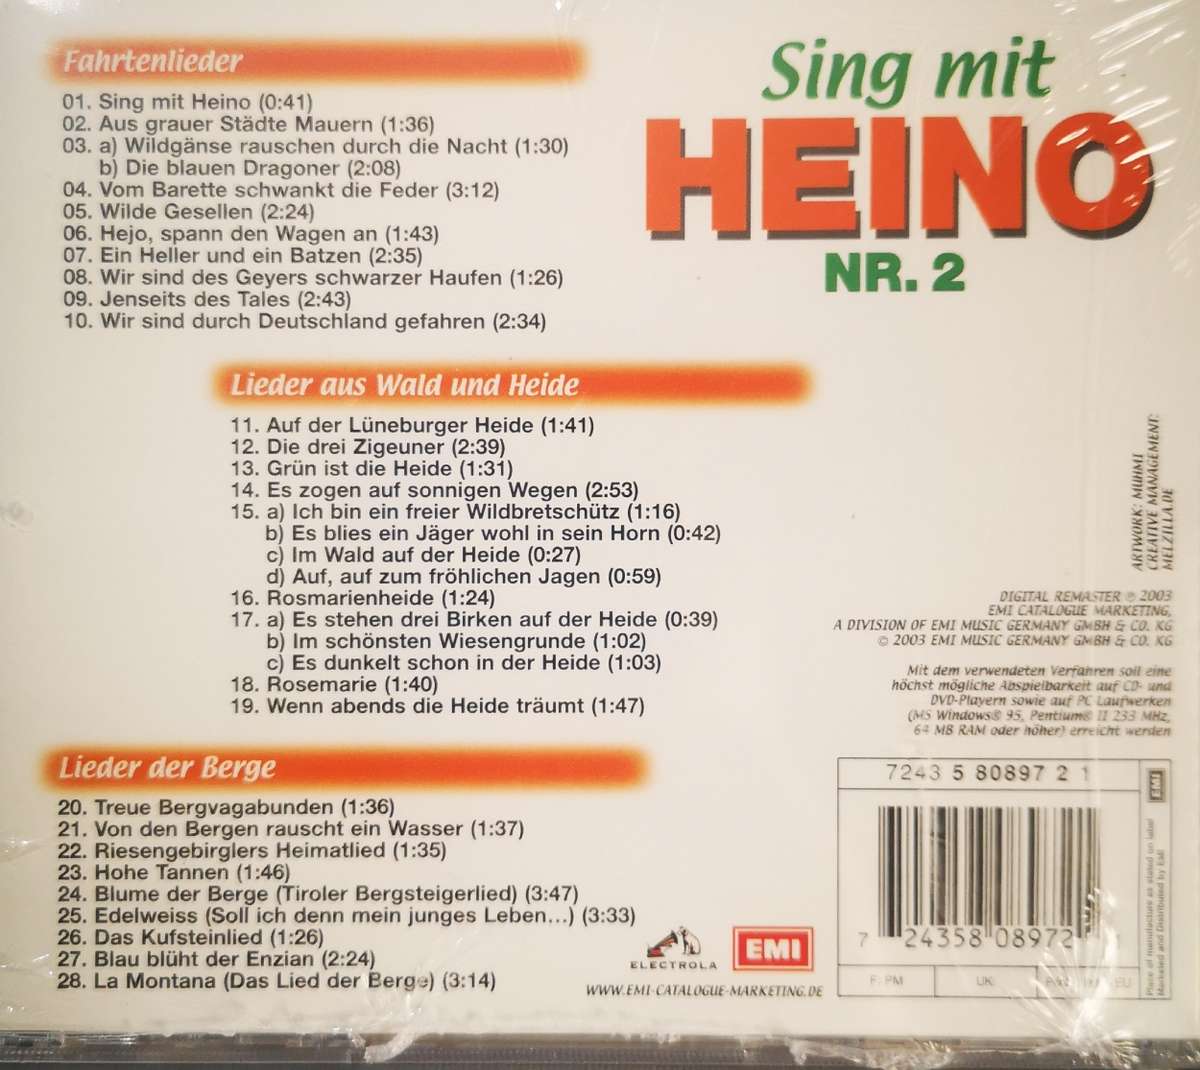 Fahrtenlieder
01. Sing mit Heino (0:41)
02. Aus grauer Städte Mauern (1:36)
03. a) Wildgänse rauschen durch die Nacht (1:30)
b) Die blauen Dragoner (2:08)
04. Vom Barette schwankt die Feder (3:12)
05. Wilde Gesellen (2:24)
06. Hejo, spann den Wagen an (1:43)
07. Ein Heller und ein Batzen (2:35)
08. Wir sind des Geyers schwarzer Haufen (1:26)
09. Jenseits des Tales (2:43)
10. Wir sind durch Deutschland gefahren (2:34)
Sing mit
HEINO
NR. 2
Lieder aus Wald und Heide
11. Auf der Lüneburger Heide (1:41)
12. Die drei Zigeuner (2:39)
13. Grün ist die Heide (1:31)
14. Es zogen auf sonnigen Wegen (2:53)
15. a) Ich bin ein freier Wildbretschütz (1:16)
b) Es blies ein Jäger wohl in sein Horn (0:42)
c) Im Wald auf der Heide (0:27)
d) Auf, auf zum fröhlichen Jagen (0:59)
16. Rosmarienheide (1:24)
17. a) Es stehen drei Birken auf der Heide (0:39)
b) Im schönsten Wiesengrunde (1:02)
c) Es dunkelt schon in der Heide (1:03)
18. Rosemarie (1:40)
19. Wenn abends die Heide träumt (1:47)
Lieder der Berge
20. Treue Bergvagabunden (1:36)
21. Von den Bergen rauscht ein Wasser (1:37)
22. Riesengebirglers Heimatlied (1:35)
23. Hohe Tannen (1:46)
24. Blume der Berge (Tiroler Bergsteigerlied) (3:47)
25. Edelweiss (Soll ich denn mein junges Leben...) (3:33)
26. Das Kufsteinlied (1:26)
27. Blau blüht der Enzian (2:24)
28. La Montana (Das Lied der Berge) (3:14)
ARTWORK: MUHMI
CREATIVE MANAGEMENT:
MELZILLA.DE
DIGITAL REMASTER ℗ 2003
EMI CATALOGUE MARKETING,
A DIVISION OF EMI MUSIC GERMANY GMBH & CO. KG
© 2003 EMI MUSIC GERMANY GMBH & CO. KG
Mit dem verwendeten Verfahren soll eine
höchst mögliche Abspielbarkeit auf CD- und
DVD-Playern sowie auf PC Laufwerken
(MS Windows® 95, Pentium® II 233 MHz,
64 MB RAM oder höher) erreicht werden
7243 5 80897 2 1
EMI
7 24358 08972
F: PM
UK:
EU
Place of manufacture as stated on label
Marketed and Distributed by EMI
ELECTROLA
EMI
WWW.EMI-CATALOGUE-MARKETING.DE